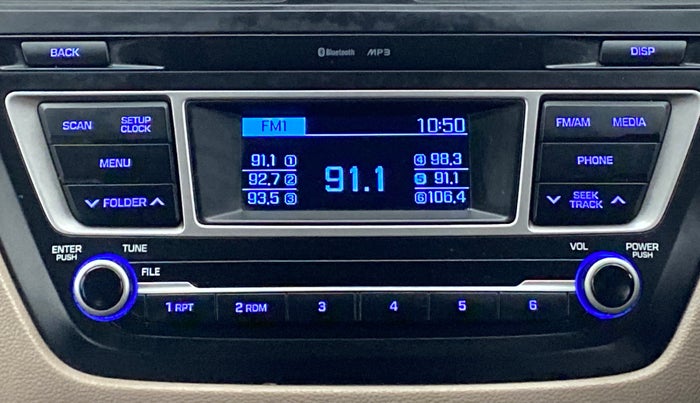 BACK
Bluetooth MP3
DISP
SCAN
SETUP CLOCK
MENU
FOLDER
FM1 10:50
91.1 1
92.7 2
93.5 3
91.1
4 98.3
5 91.1
6 106.4
FM/AM MEDIA
PHONE
SEEK TRACK
ENTER PUSH
TUNE
FILE
VOL
POWER PUSH
1 RPT
2 RDM
3
4
5
6